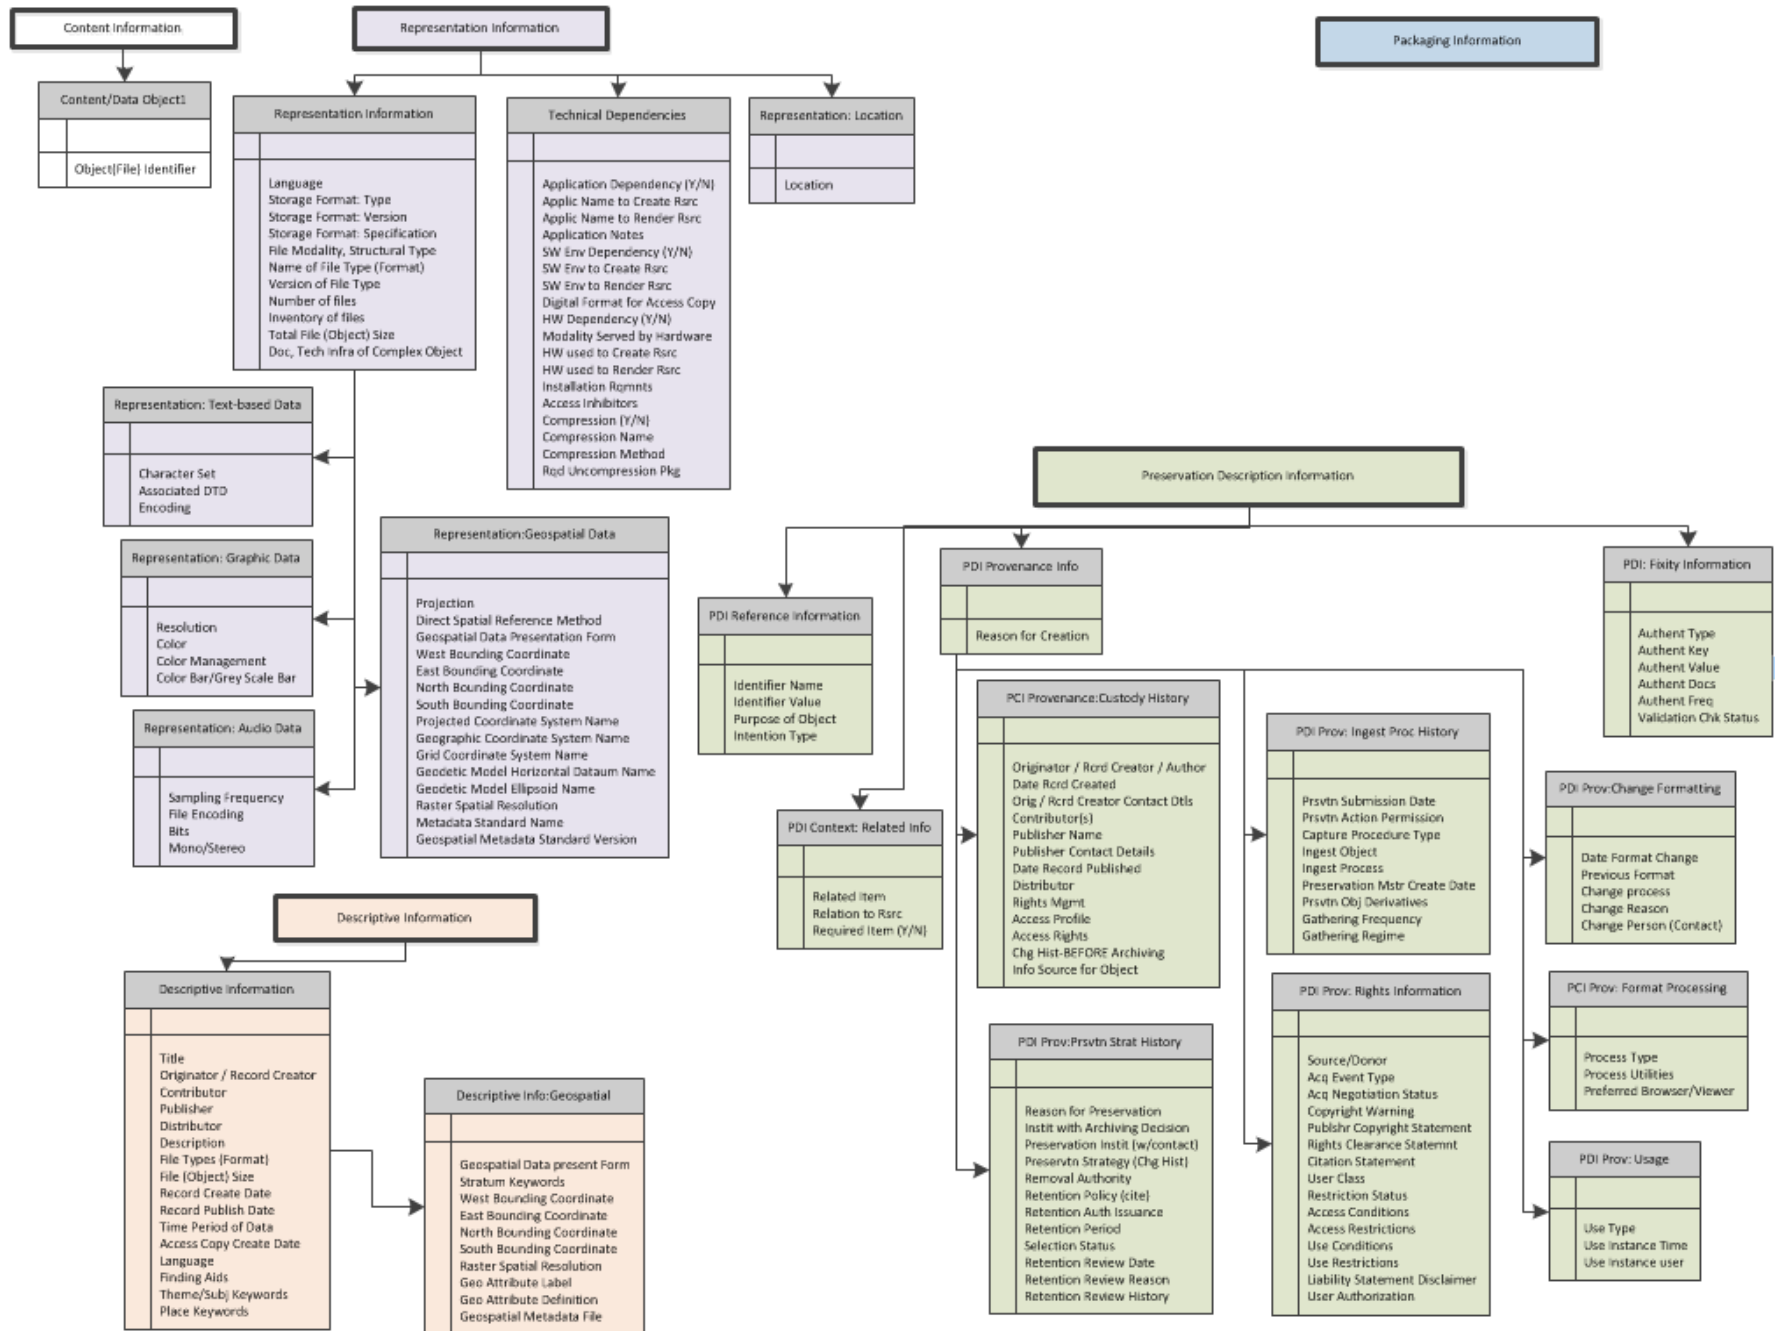 Content Information
Content/Data Object1
Object(File) Identifier
Representation Information
Representation Information
Language
Storage Format: Type
Storage Format: Version
Storage Format: Specification
File Modality, Structural Type
Name of File Type (Format)
Version of File Type
Number of files
Inventory of files
Total File (Object) Size
Doc, Tech Infra of Complex Object
Technical Dependencies
Application Dependency (Y/N)
Applic Name to Create Rsrc
Applic Name to Render Rsrc
Application Notes
SW Env Dependency (Y/N)
SW Env to Create Rsrc
SW Env to Render Rsrc
Digital Format for Access Copy
HW Dependency (Y/N)
Modality Served by Hardware
HW used to Create Rsrc
HW used to Render Rsrc
Installation Rqmnts
Access Inhibitors
Compression (Y/N)
Compression Name
Compression Method
Rqd Uncompression Pkg
Representation: Location
Location
Packaging Information
Representation: Text-based Data
Character Set
Associated DTD
Encoding
Representation: Graphic Data
Resolution
Color
Color Management
Color Bar/Grey Scale Bar
Representation: Audio Data
Sampling Frequency
File Encoding
Bits
Mono/Stereo
Representation:Geospatial Data
Projection
Direct Spatial Reference Method
Geospatial Data Presentation Form
West Bounding Coordinate
East Bounding Coordinate
North Bounding Coordinate
South Bounding Coordinate
Projected Coordinate System Name
Geographic Coordinate System Name
Grid Coordinate System Name
Geodetic Model Horizontal Dataum Name
Geodetic Model Ellipsoid Name
Raster Spatial Resolution
Metadata Standard Name
Geospatial Metadata Standard Version
Descriptive Information
Descriptive Information
Title
Originator / Record Creator
Contributor
Publisher
Distributor
Description
File Types (Format)
File (Object) Size
Record Create Date
Record Publish Date
Time Period of Data
Access Copy Create Date
Language
Finding Aids
Theme/Subj Keywords
Place Keywords
Descriptive Info:Geospatial
Geospatial Data present Form
Stratum Keywords
West Bounding Coordinate
East Bounding Coordinate
North Bounding Coordinate
South Bounding Coordinate
Raster Spatial Resolution
Geo Attribute Label
Geo Attribute Definition
Geospatial Metadata File
Preservation Description Information
PDI Reference Information
Identifier Name
Identifier Value
Purpose of Object
Intention Type
PDI Context: Related Info
Related Item
Relation to Rsrc
Required Item (Y/N)
PDI Provenance Info
Reason for Creation
PCI Provenance:Custody History
Originator / Rcrd Creator / Author
Date Rcrd Created
Orig / Rcrd Creator Contact Dtls
Contributor(s)
Publisher Name
Publisher Contact Details
Date Record Published
Distributor
Rights Mgmt
Access Profile
Access Rights
Chg Hist-BEFORE Archiving
Info Source for Object
PDI Prov:Prsvtn Strat History
Reason for Preservation
Instit with Archiving Decision
Preservation Instit (w/contact)
Preservtn Strategy (Chg Hist)
Removal Authority
Retention Policy (cite)
Retention Auth Issuance
Retention Period
Selection Status
Retention Review Date
Retention Review Reason
Retention Review History
PDI Prov: Ingest Proc History
Prsvtn Submission Date
Prsvtn Action Permission
Capture Procedure Type
Ingest Object
Ingest Process
Preservation Mstr Create Date
Prsvtn Obj Derivatives
Gathering Frequency
Gathering Regime
PDI Prov: Rights Information
Source/Donor
Acq Event Type
Acq Negotiation Status
Copyright Warning
Publshr Copyright Statement
Rights Clearance Statemnt
Citation Statement
User Class
Restriction Status
Access Conditions
Access Restrictions
Use Conditions
Use Restrictions
Liability Statement Disclaimer
User Authorization
PDI: Fixity Information
Authent Type
Authent Key
Authent Value
Authent Docs
Authent Freq
Validation Chk Status
PDI Prov:Change Formatting
Date Format Change
Previous Format
Change process
Change Reason
Change Person (Contact)
PCI Prov: Format Processing
Process Type
Process Utilities
Preferred Browser/Viewer
PDI Prov: Usage
Use Type
Use Instance Time
Use Instance user